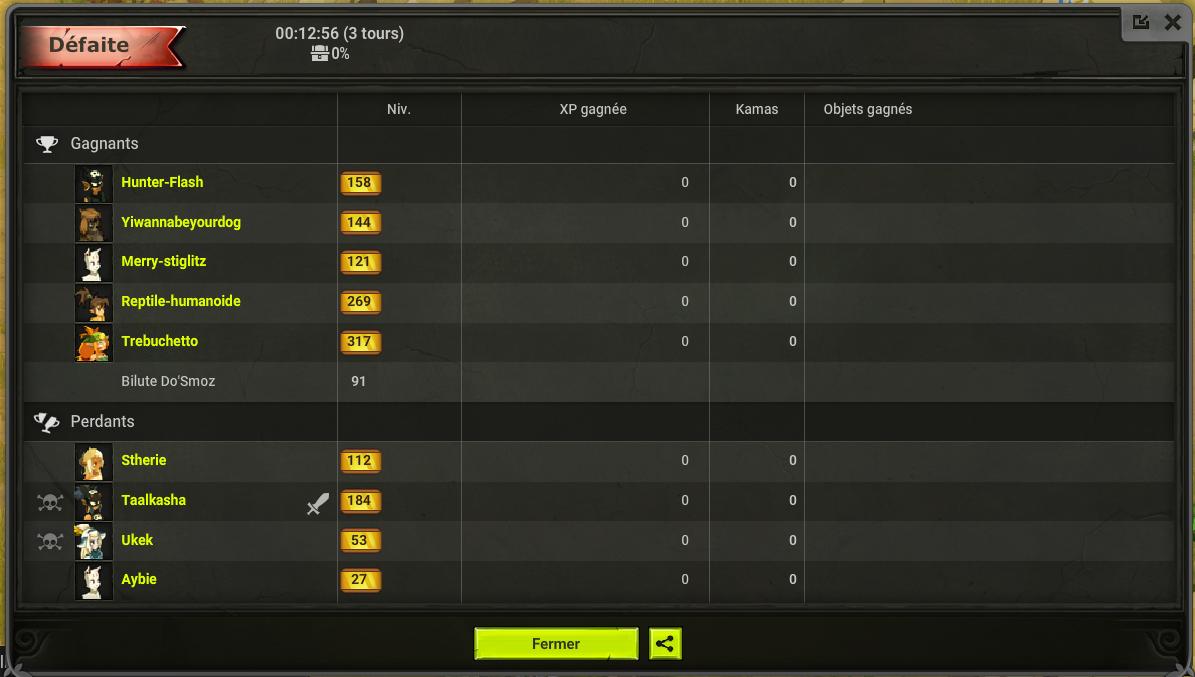 Défaite
00:12:56 (3 tours)
0%
Niv. XP gagnée Kamas Objets gagnés
Gagnants
Hunter-Flash 158 0 0
Yiwannabeyourdog 144 0 0
Merry-stiglitz 121 0 0
Reptile-humanoide 269 0 0
Trebuchetto 317 0 0
Bilute Do'Smoz 91
Perdants
Stherie 112 0 0
Taalkasha 184 0 0
Ukek 53 0 0
Aybie 27 0 0
Fermer